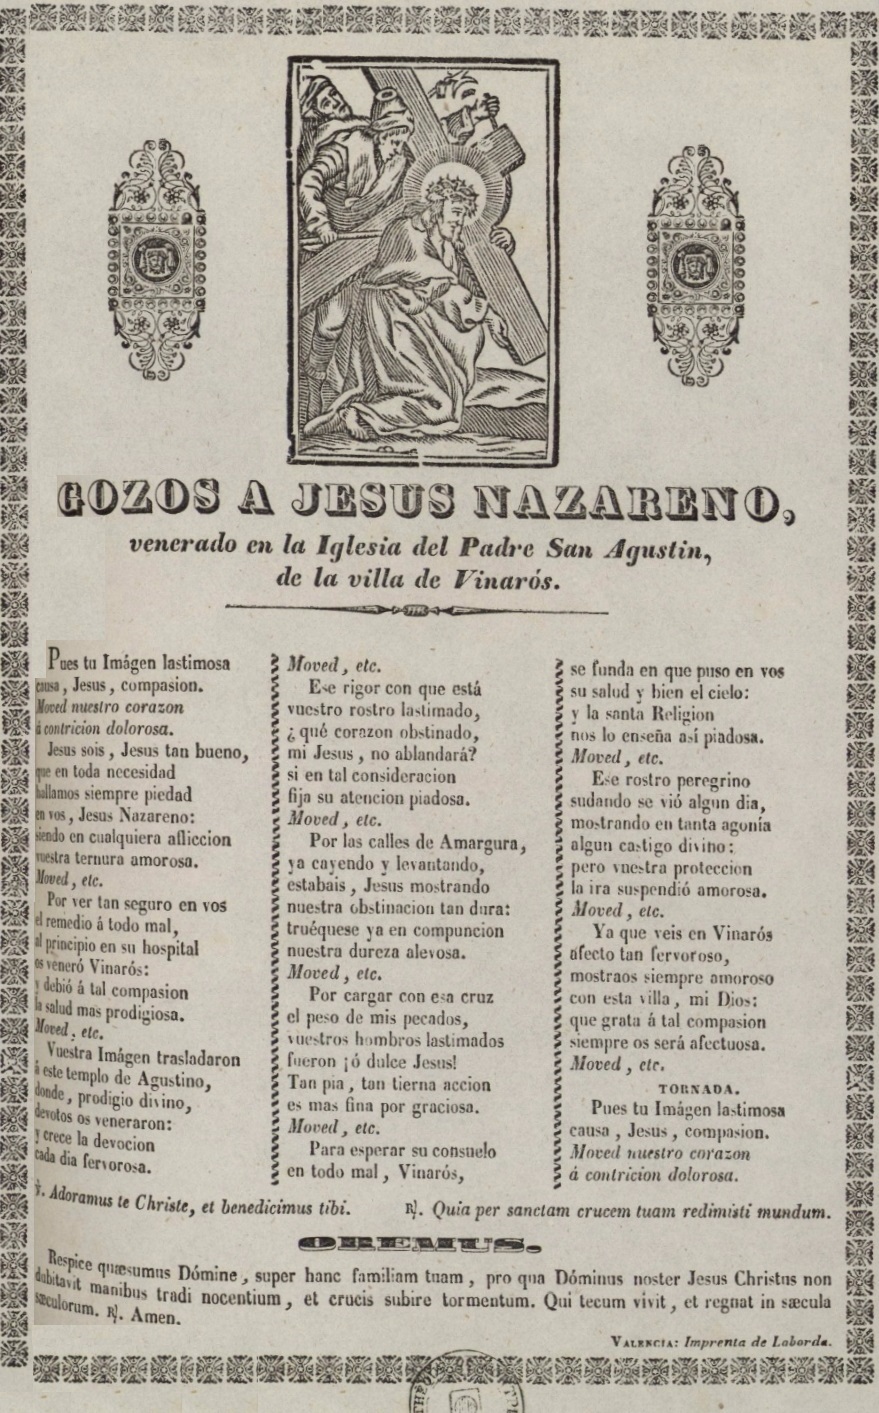 GOZOS A JESUS NAZARENO,
venerado en la Iglesia del Padre San Agustin,
de la villa de Vinarós.
Pues tu Imágen lastimosa
causa, Jesus, compasion.
Moved nuestro corazon
á contricion dolorosa.
Jesus sois, Jesus tan bueno,
que en toda necesidad
hallamos siempre piedad
en vos, Jesus Nazareno:
siendo en cualquiera afliccion
vuestra ternura amorosa.
Moved, etc.
Por ver tan seguro en vos
el remedio á todo mal,
al principio en su hospital
os veneró Vinarós:
y debió á tal compasion
la salud mas prodigiosa.
Moved, etc.
Vuestra Imágen trasladaron
á este templo de Agustino,
donde, prodigio divino,
devotos os veneraron:
y crece la devocion
cada dia fervorosa.
Moved, etc.
Ese rigor con que está
vuestro rostro lastimado,
¿qué corazon obstinado,
mi Jesus, no ablandará?
si en tal consideracion
fija su atencion piadosa.
Moved, etc.
Por las calles de Amargura,
ya cayendo y levantando,
estabais, Jesus mostrando
nuestra obstinacion tan dura:
truéquese ya en compuncion
nuestra dureza alevosa.
Moved, etc.
Por cargar con esa cruz
el peso de mis pecados,
vuestros hombros lastimados
fueron ¡ó dulce Jesus!
Tan pia, tan tierna accion
es mas fina por graciosa.
Moved, etc.
Para esperar su consuelo
en todo mal, Vinarós,
se funda en que puso en vos
su salud y bien el cielo:
y la santa Religion
nos lo enseña así piadosa.
Moved, etc.
Ese rostro peregrino
sudando se vió algun dia,
mostrando en tanta agonía
algun castigo divino:
pero vuestra proteccion
la ira suspendió amorosa.
Moved, etc.
Ya que veis en Vinarós
afecto tan fervoroso,
mostraos siempre amoroso
con esta villa, mi Dios:
que grata á tal compasion
siempre os será afectuosa.
Moved, etc.
TORNADA.
Pues tu Imágen lastimosa
causa, Jesus, compasion.
Moved nuestro corazon
á contricion dolorosa.
℣. Adoramus te Christe, et benedicimus tibi. ℟. Quia per sanctam crucem tuam redimisti mundum.
OREMUS.
Respice quæsumus Dómine, super hanc familiam tuam, pro qua Dóminus noster Jesus Christus non
dubitavit manibus tradi nocentium, et crucis subire tormentum. Qui tecum vivit, et regnat in sæcula
sæculorum. ℟. Amen.
VALENCIA: Imprenta de Laborda.